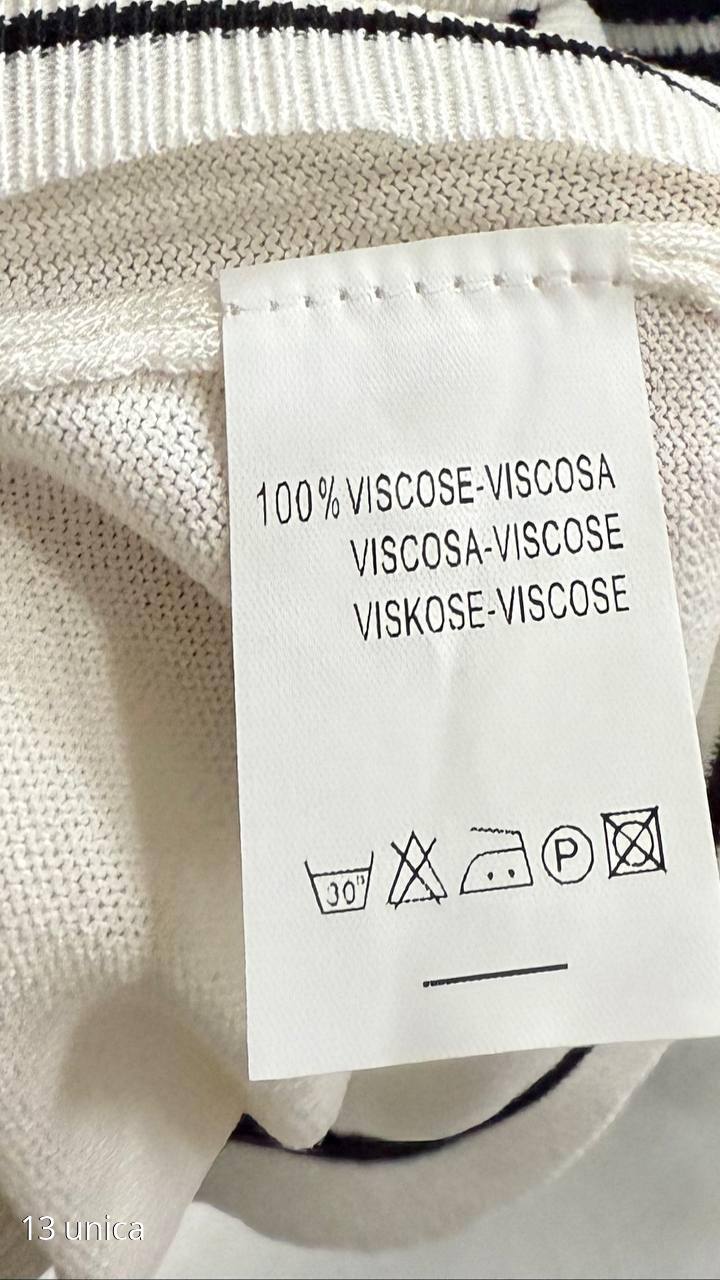 100% VISCOSE-VISCOSA
VISCOSA-VISCOSE
VISKOSE-VISCOSE
30° P
13 unica